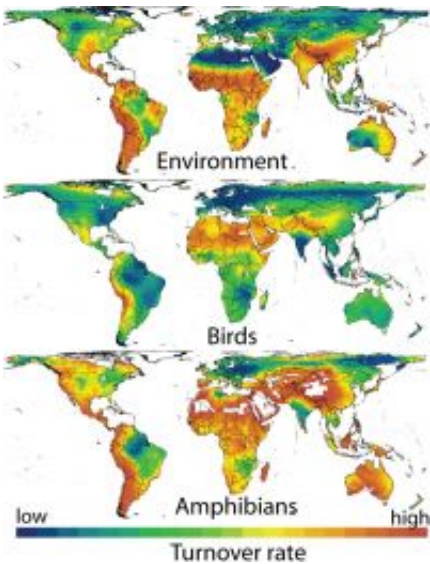 Environment
Birds
Amphibians
low high
Turnover rate